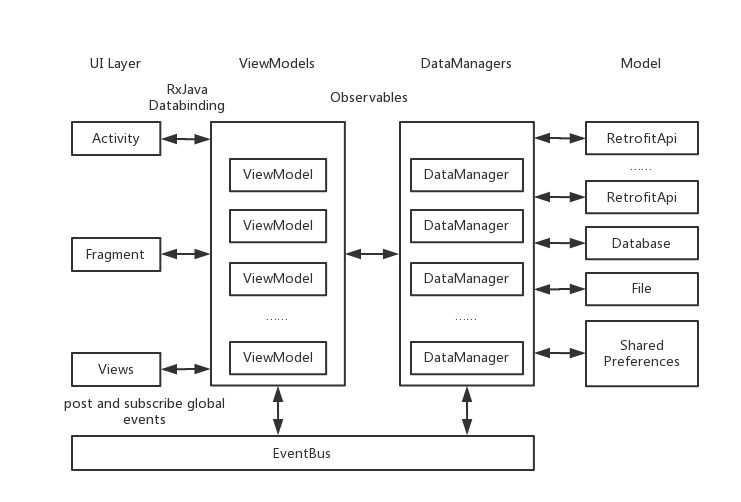 UI Layer
ViewModels
DataManagers
Model
RxJava
Databinding
Observables
Activity
Fragment
Views
ViewModel
ViewModel
ViewModel
......
ViewModel
DataManager
DataManager
DataManager
......
DataManager
RetrofitApi
......
RetrofitApi
Database
File
Shared
Preferences
post and subscribe global
events
EventBus